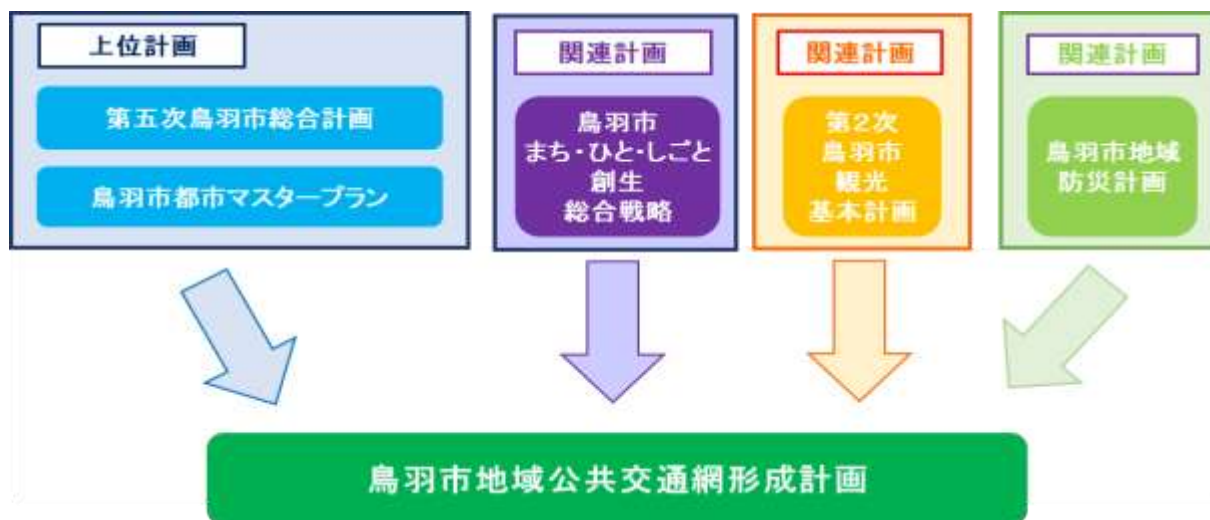 上位計画
第五次鳥羽市総合計画
鳥羽市都市マスタープラン
関連計画
鳥羽市
まち・ひと・しごと
創生
総合戦略
関連計画
第2次
鳥羽市
観光
基本計画
関連計画
鳥羽市地域
防災計画
鳥羽市地域公共交通網形成計画